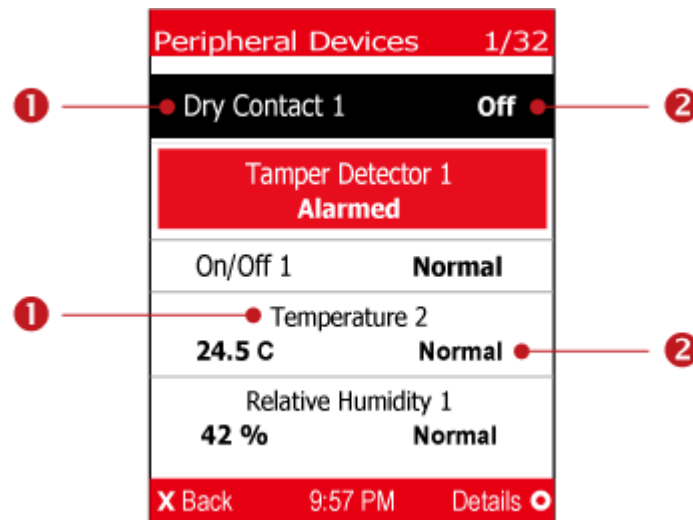 Peripheral Devices 1/32
1 Dry Contact 1 Off 2
Tamper Detector 1
Alarmed
On/Off 1 Normal
1 Temperature 2
24.5 C Normal 2
Relative Humidity 1
42 % Normal
X Back 9:57 PM Details